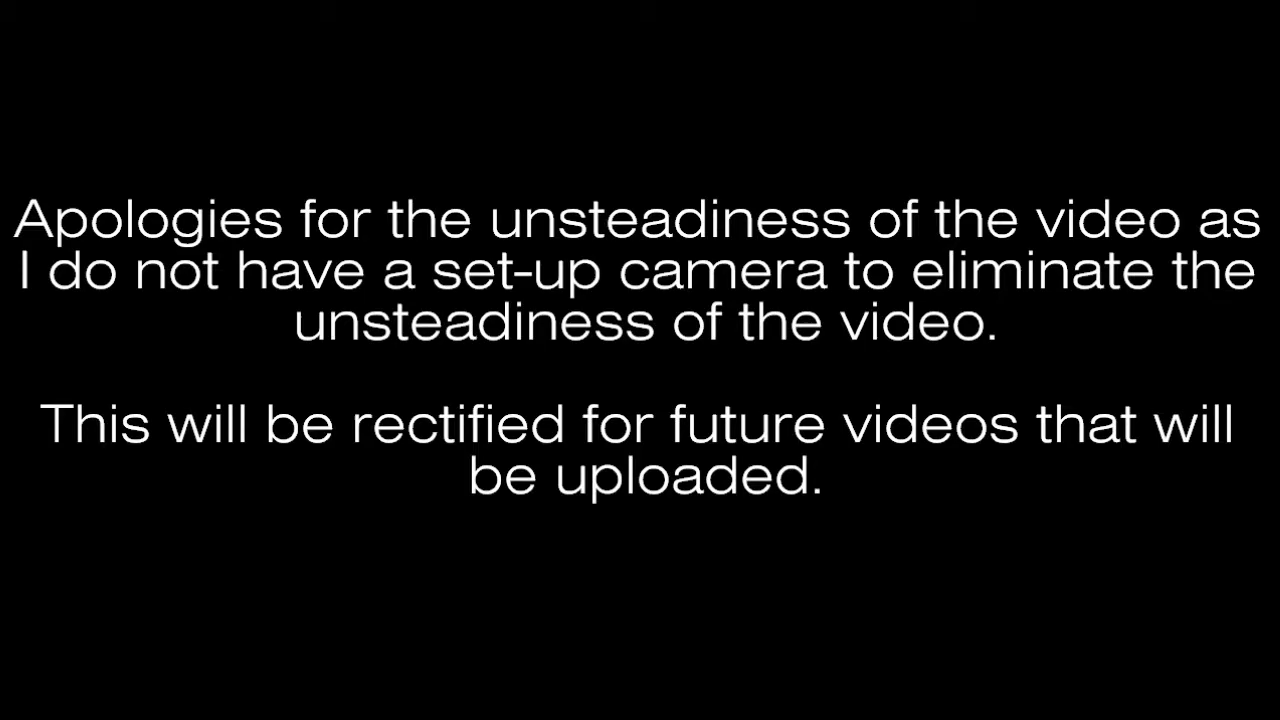 Apologies for the unsteadiness of the video as
I do not have a set-up camera to eliminate the
unsteadiness of the video.
This will be rectified for future videos that will
be uploaded.